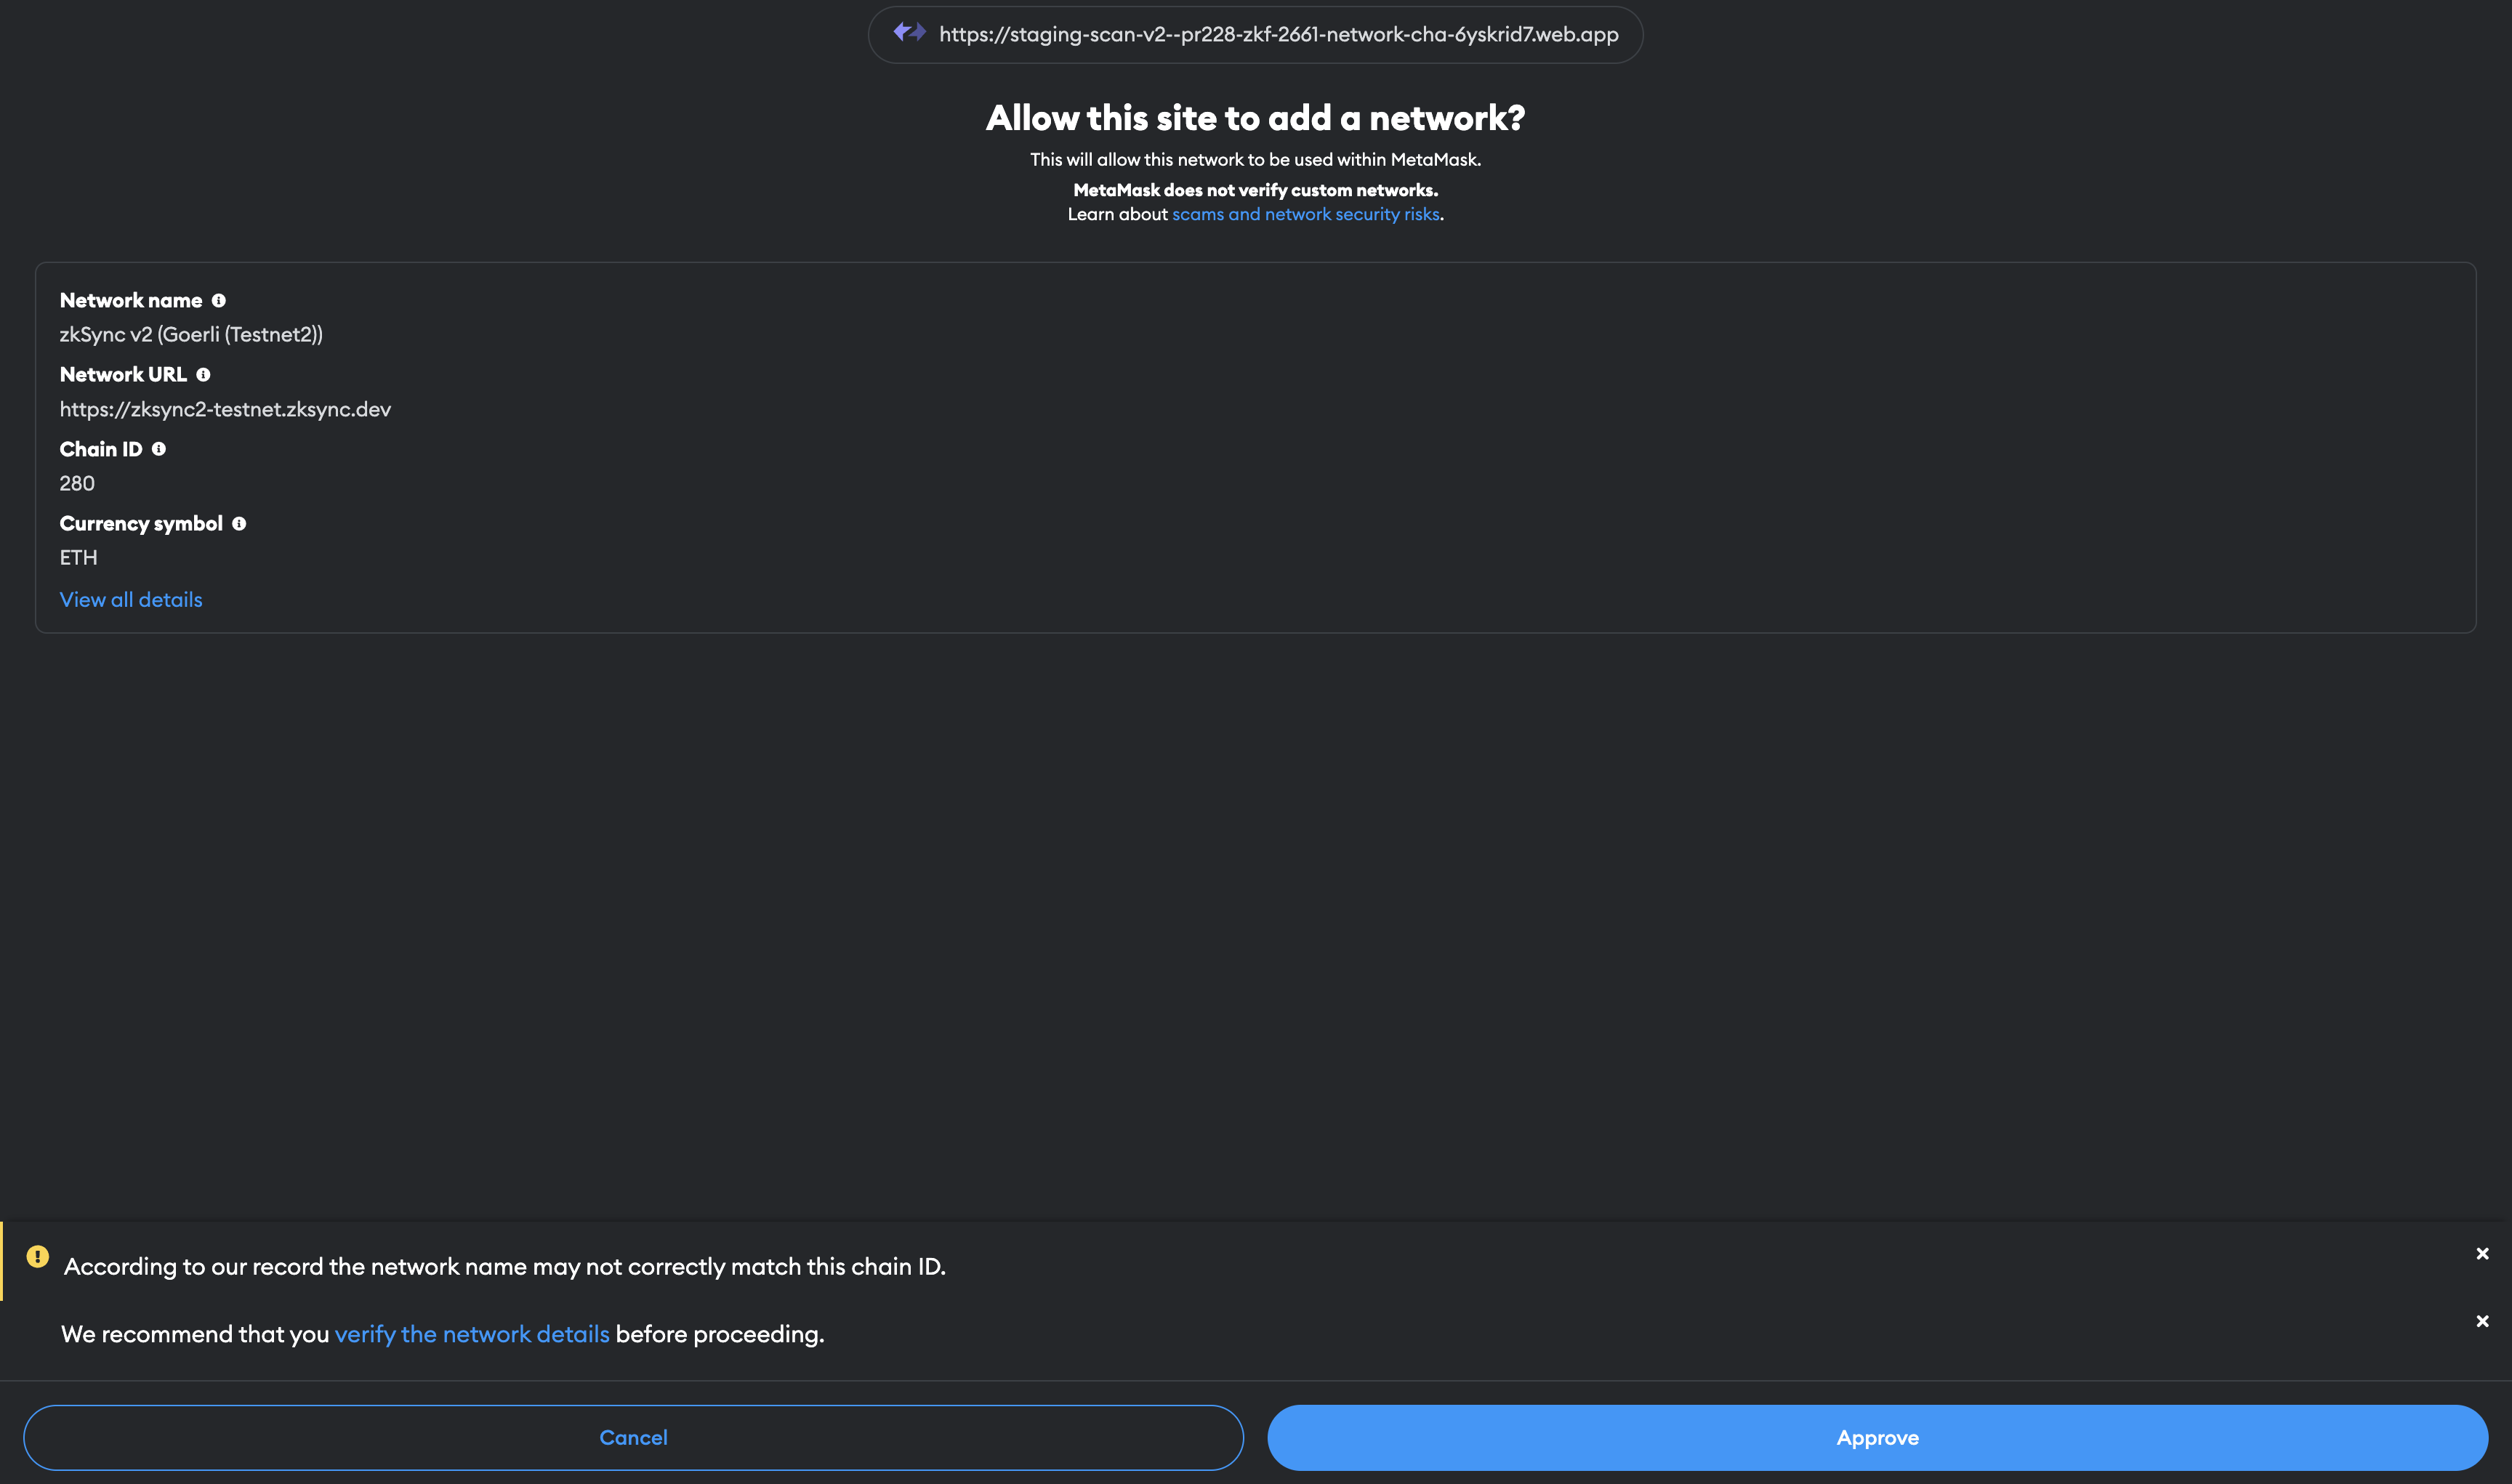 https://staging-scan-v2--pr228-zkf-2661-network-cha-6yskrid7.web.app
Allow this site to add a network?
This will allow this network to be used within MetaMask.
MetaMask does not verify custom networks.
Learn about scams and network security risks.
Network name
zkSync v2 (Goerli (Testnet2))
Network URL
https://zksync2-testnet.zksync.dev
Chain ID
280
Currency symbol
ETH
View all details
According to our record the network name may not correctly match this chain ID.
We recommend that you verify the network details before proceeding.
Cancel
Approve